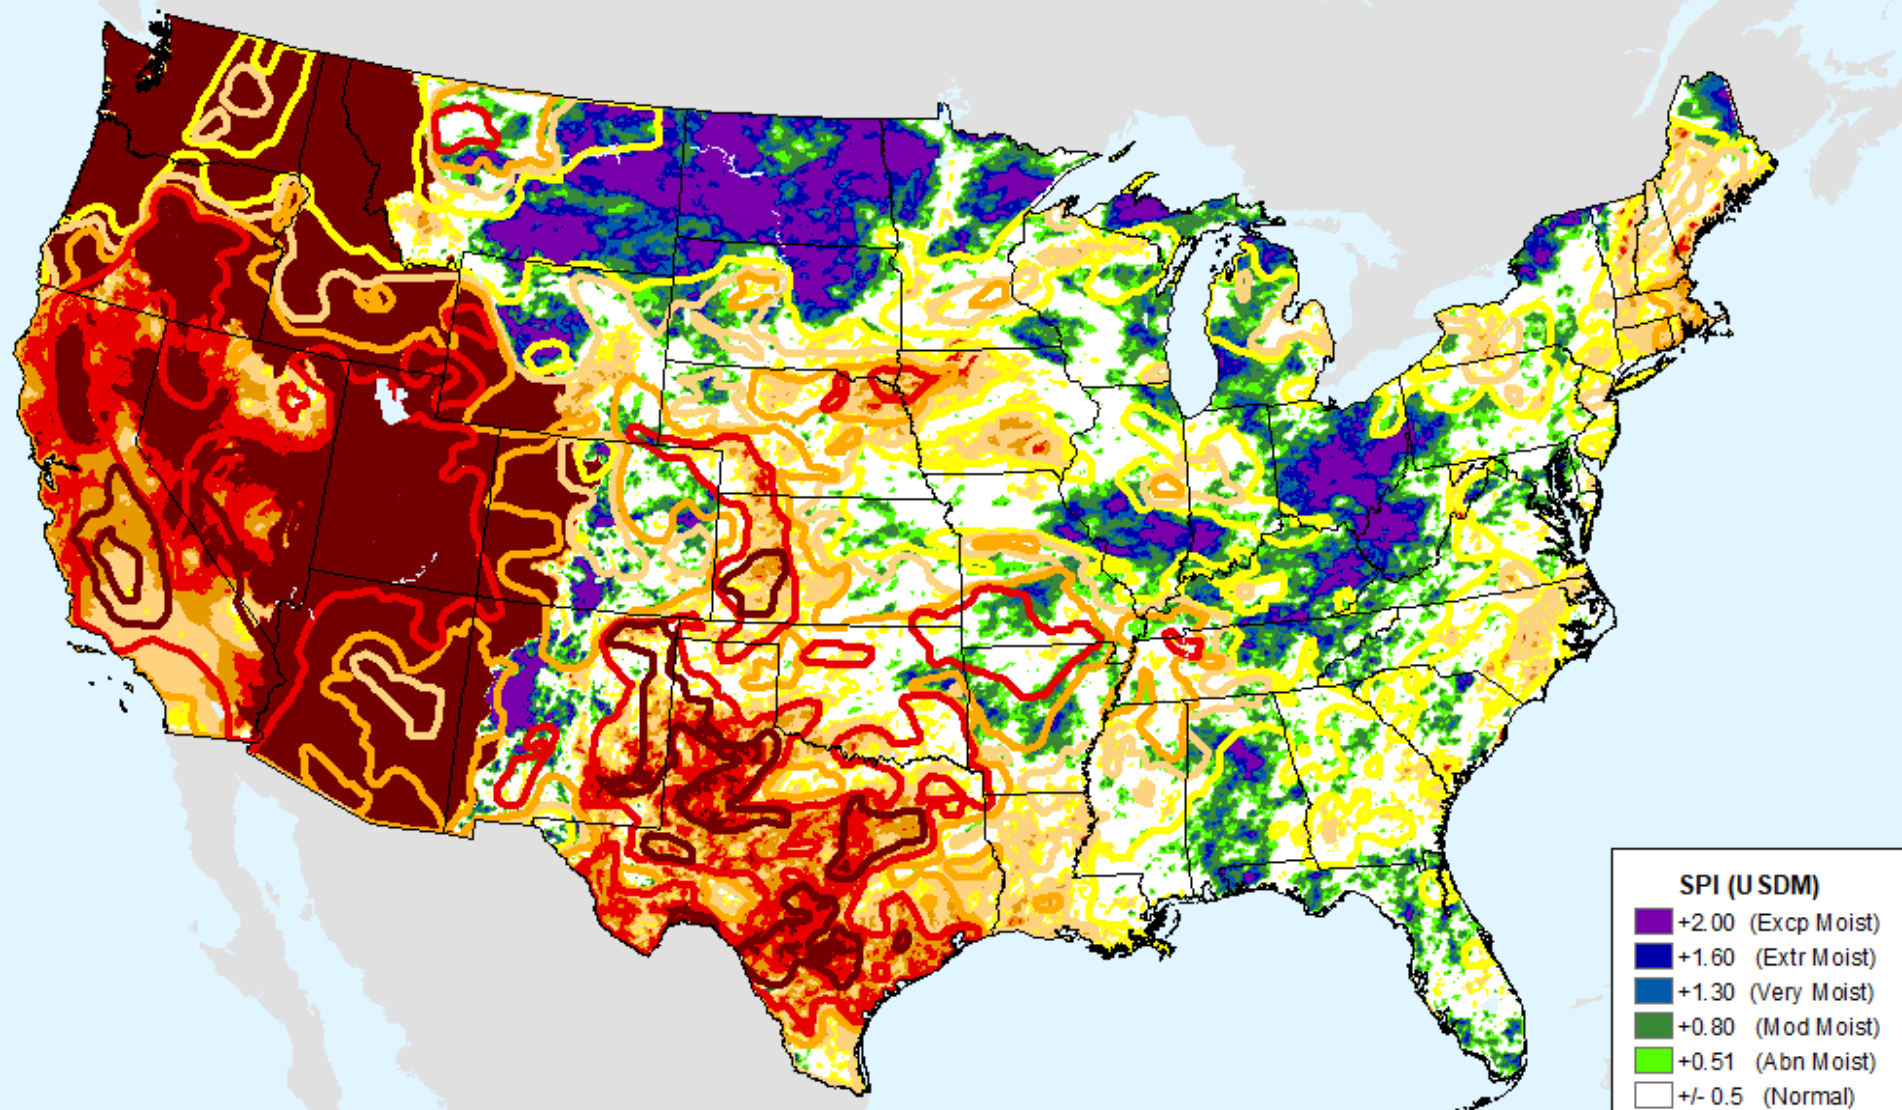 SPI (USDM)
+2.00 (Excp Moist)
+1.60 (Extr Moist)
+1.30 (Very Moist)
+0.80 (Mod Moist)
+0.51 (Abn Moist)
+/- 0.5 (Normal)